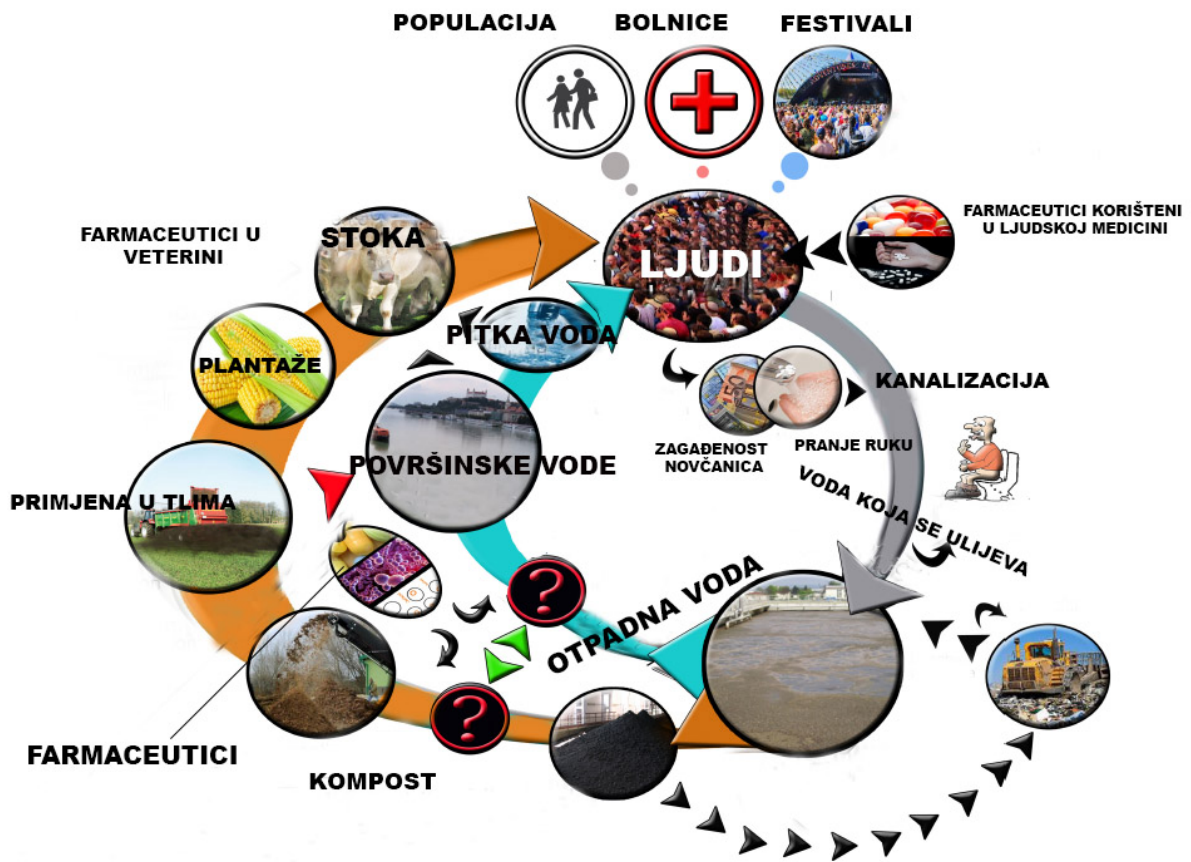 POPULACIJA
BOLNICE
FESTIVALI
FARMACEUTICI U
VETERINI
STOKA
LJUDI
FARMACEUTICI KORIŠTENI
U LJUDSKOJ MEDICINI
PITKA VODA
PLANTAŽE
KANALIZACIJA
ZAGAĐENOST
NOVČANICA
PRANJE RUKU
POVRŠINSKE VODE
PRIMJENA U TLIMA
VODA KOJA SE ULIJEVA
?
OTPADNA VODA
?
FARMACEUTICI
KOMPOST